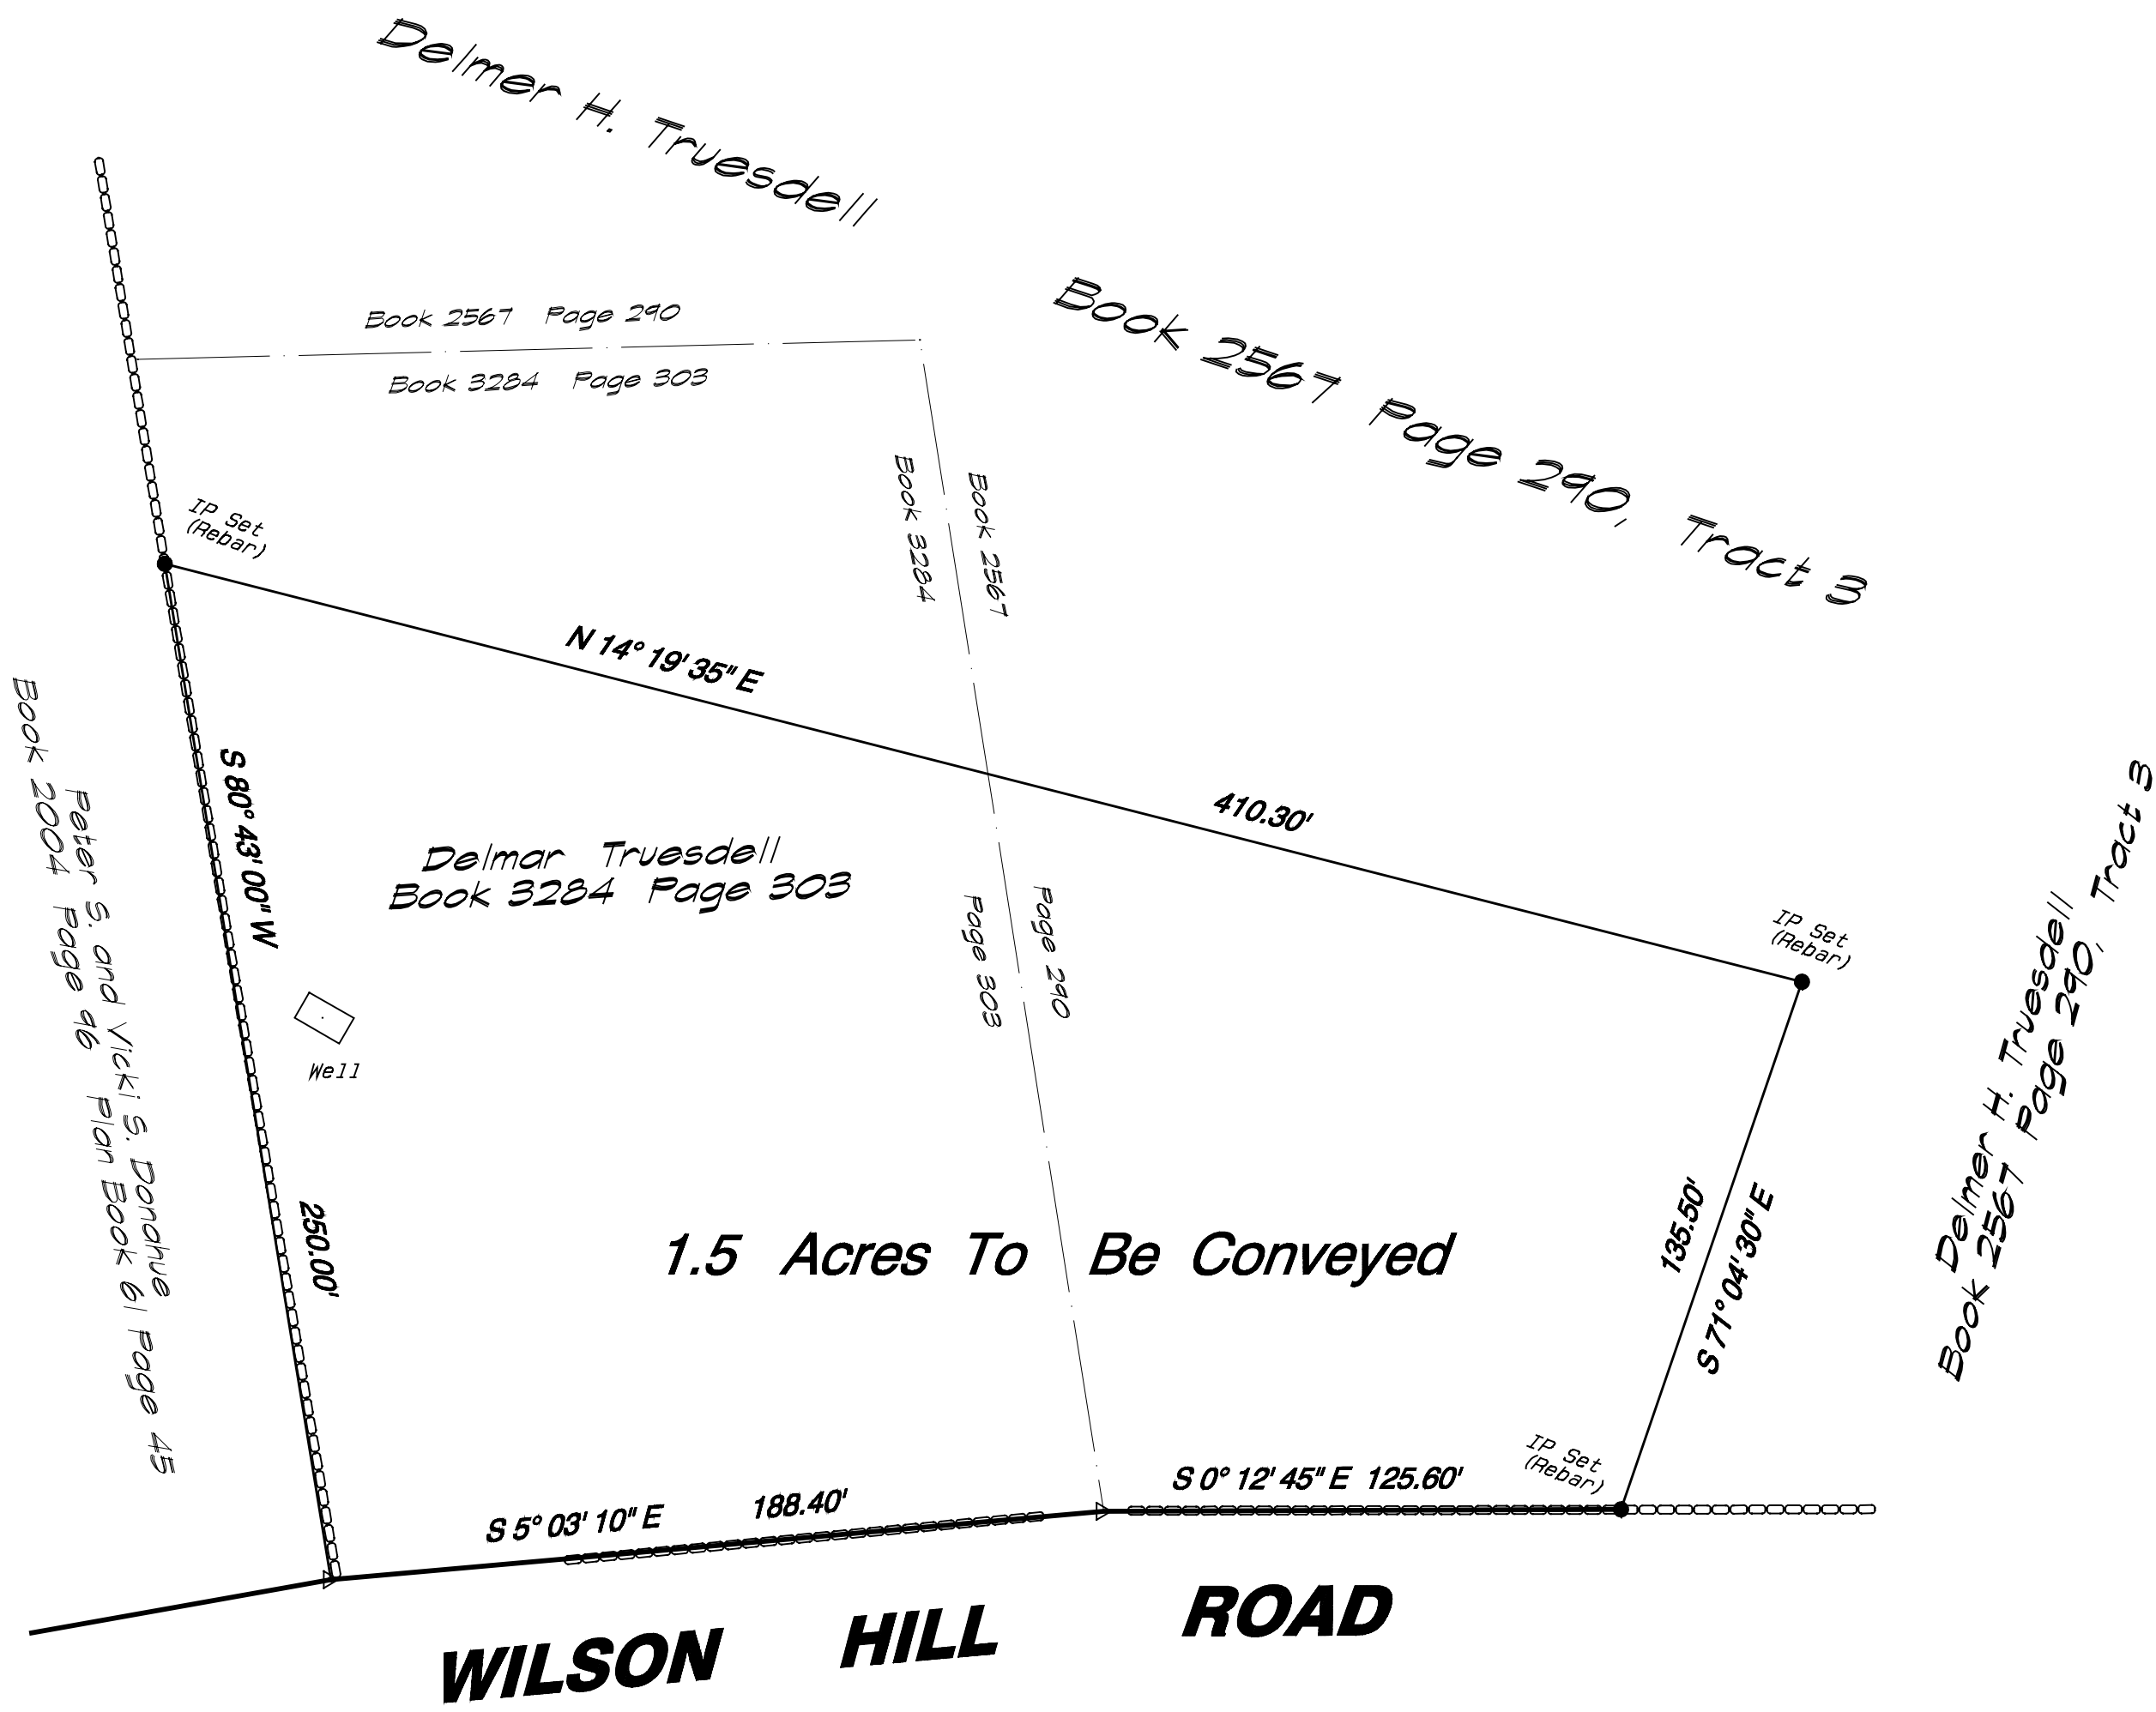 Delmer H. Truesdell
Book 2567 Page 290, Tract 3
Book 2567 Page 290
Book 3284 Page 303
IP Set
(Rebar)
Book 3284 Page 303
Book 2567 Page 290
N 14° 19' 35" E 410.30'
S 80° 43' 00" W 250.00'
Peter S. and Vicki S. Donahue
Book 2004 Page 96 Plan Book 61 Page 45
Delmar Truesdell
Book 3284 Page 303
Well
IP Set
(Rebar)
Delmer H. Truesdell
Book 2567 Page 290, Tract 3
135.50'
S 71° 04' 30" E
1.5 Acres To Be Conveyed
IP Set
(Rebar)
S 0° 12' 45" E 125.60'
S 5° 03' 10" E 188.40'
WILSON HILL ROAD